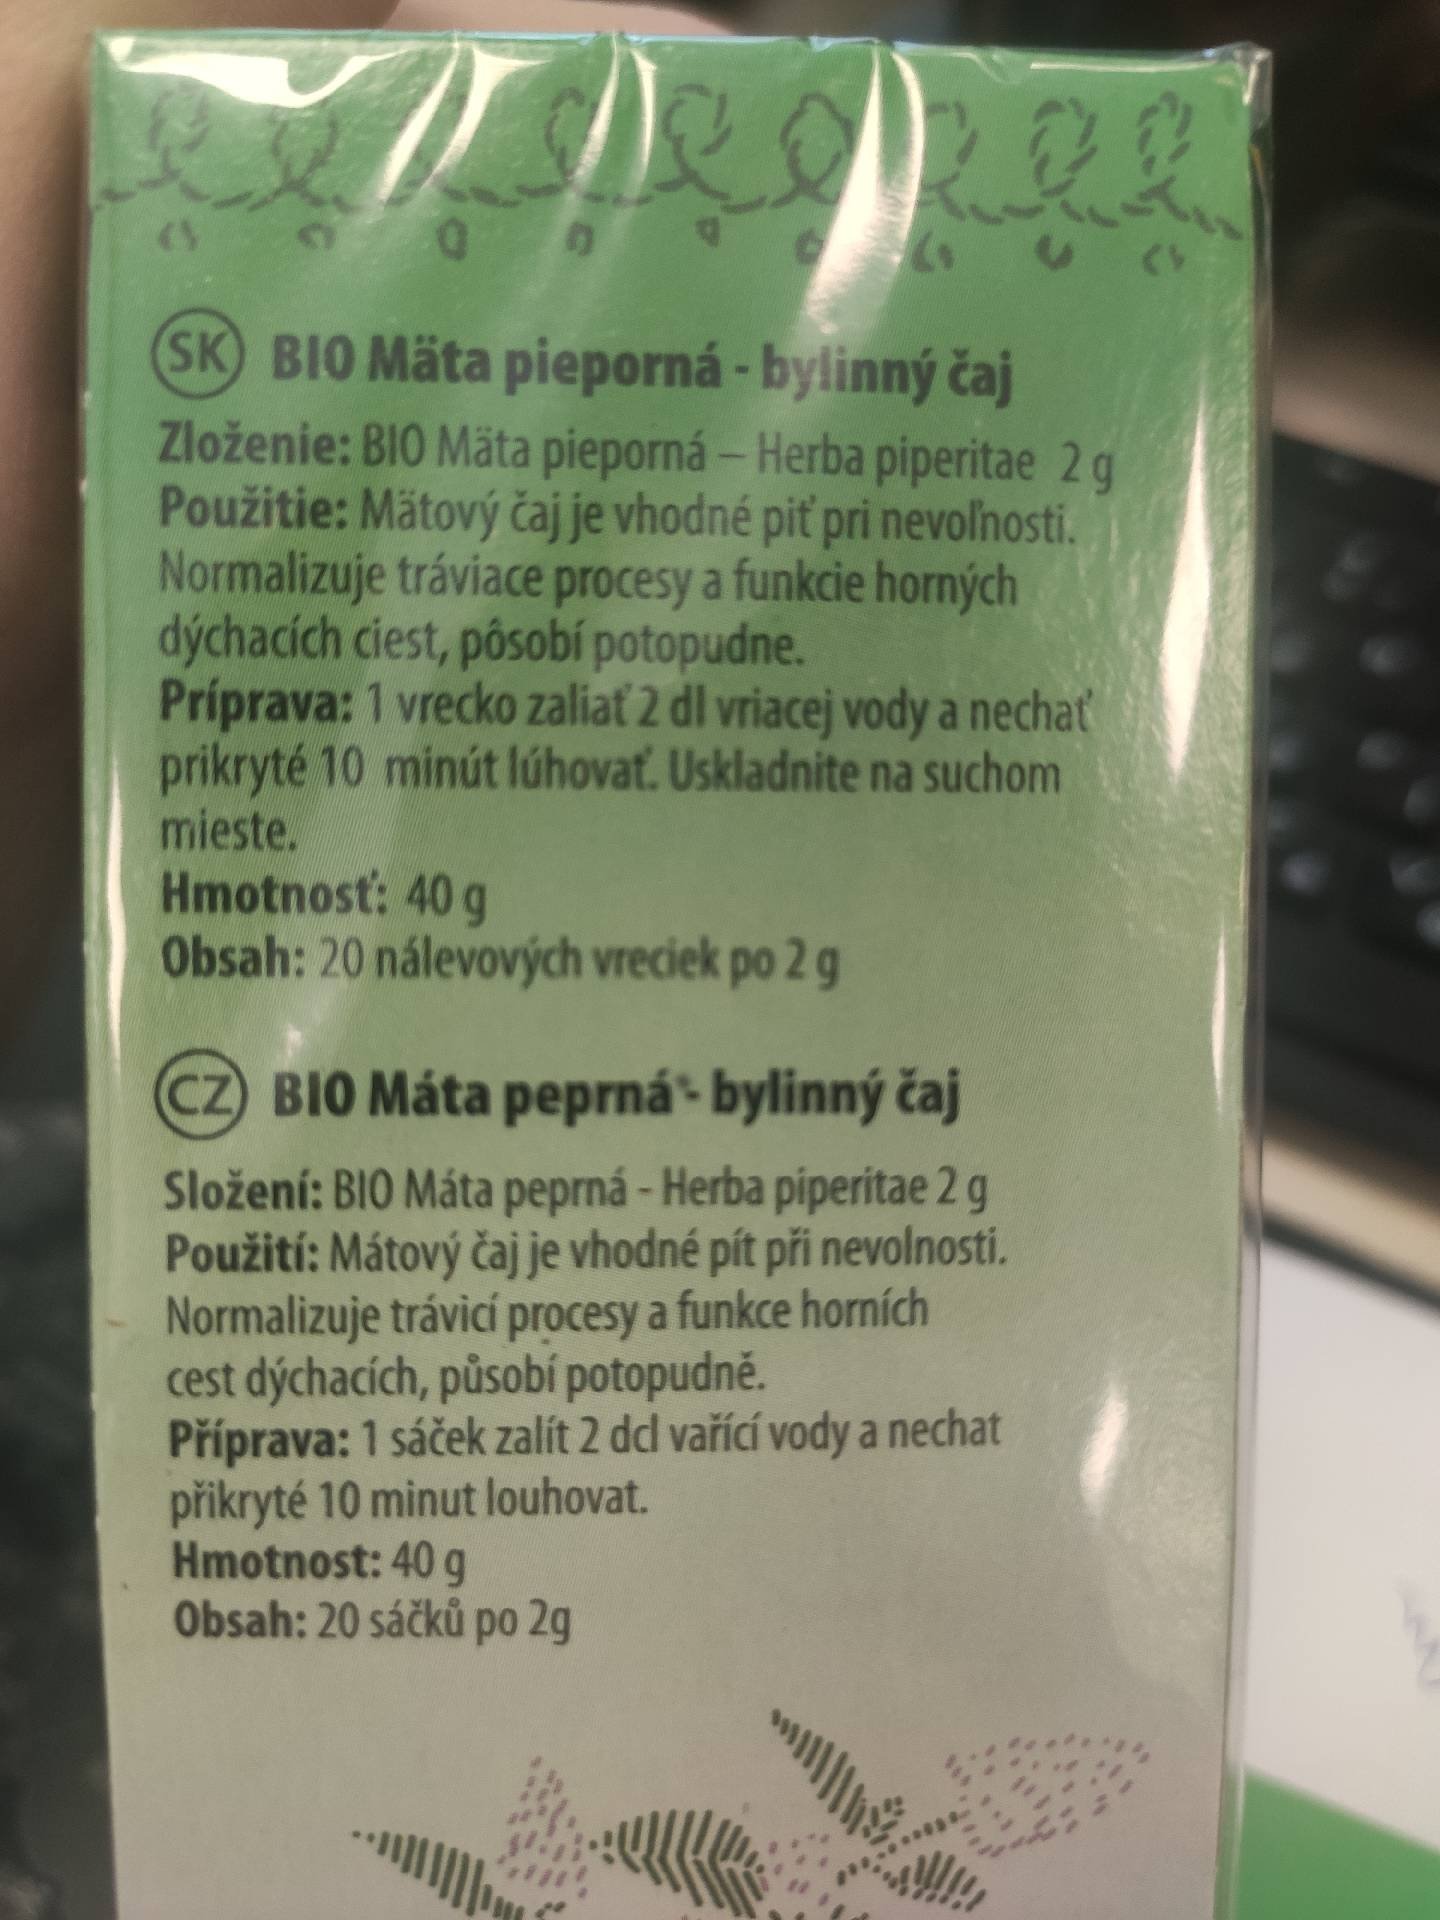 SK BIO Mäta pieporná - bylinný čaj
Zloženie: BIO Mäta pieporná – Herba piperitae 2 g
Použitie: Mätový čaj je vhodné piť pri nevoľnosti.
Normalizuje tráviace procesy a funkcie horných
dýchacích ciest, pôsobí potopudne.
Príprava: 1 vrecko zaliať 2 dl vriacej vody a nechať
prikryté 10 minút lúhovať. Uskladnite na suchom
mieste.
Hmotnosť: 40 g
Obsah: 20 nálevových vreciek po 2 g
CZ BIO Máta peprná - bylinný čaj
Složení: BIO Máta peprná - Herba piperitae 2 g
Použití: Mátový čaj je vhodné pít při nevolnosti.
Normalizuje trávicí procesy a funkce horních
cest dýchacích, působí potopudně.
Příprava: 1 sáček zalít 2 dcl vařící vody a nechat
přikryté 10 minut louhovat.
Hmotnost: 40 g
Obsah: 20 sáčků po 2g